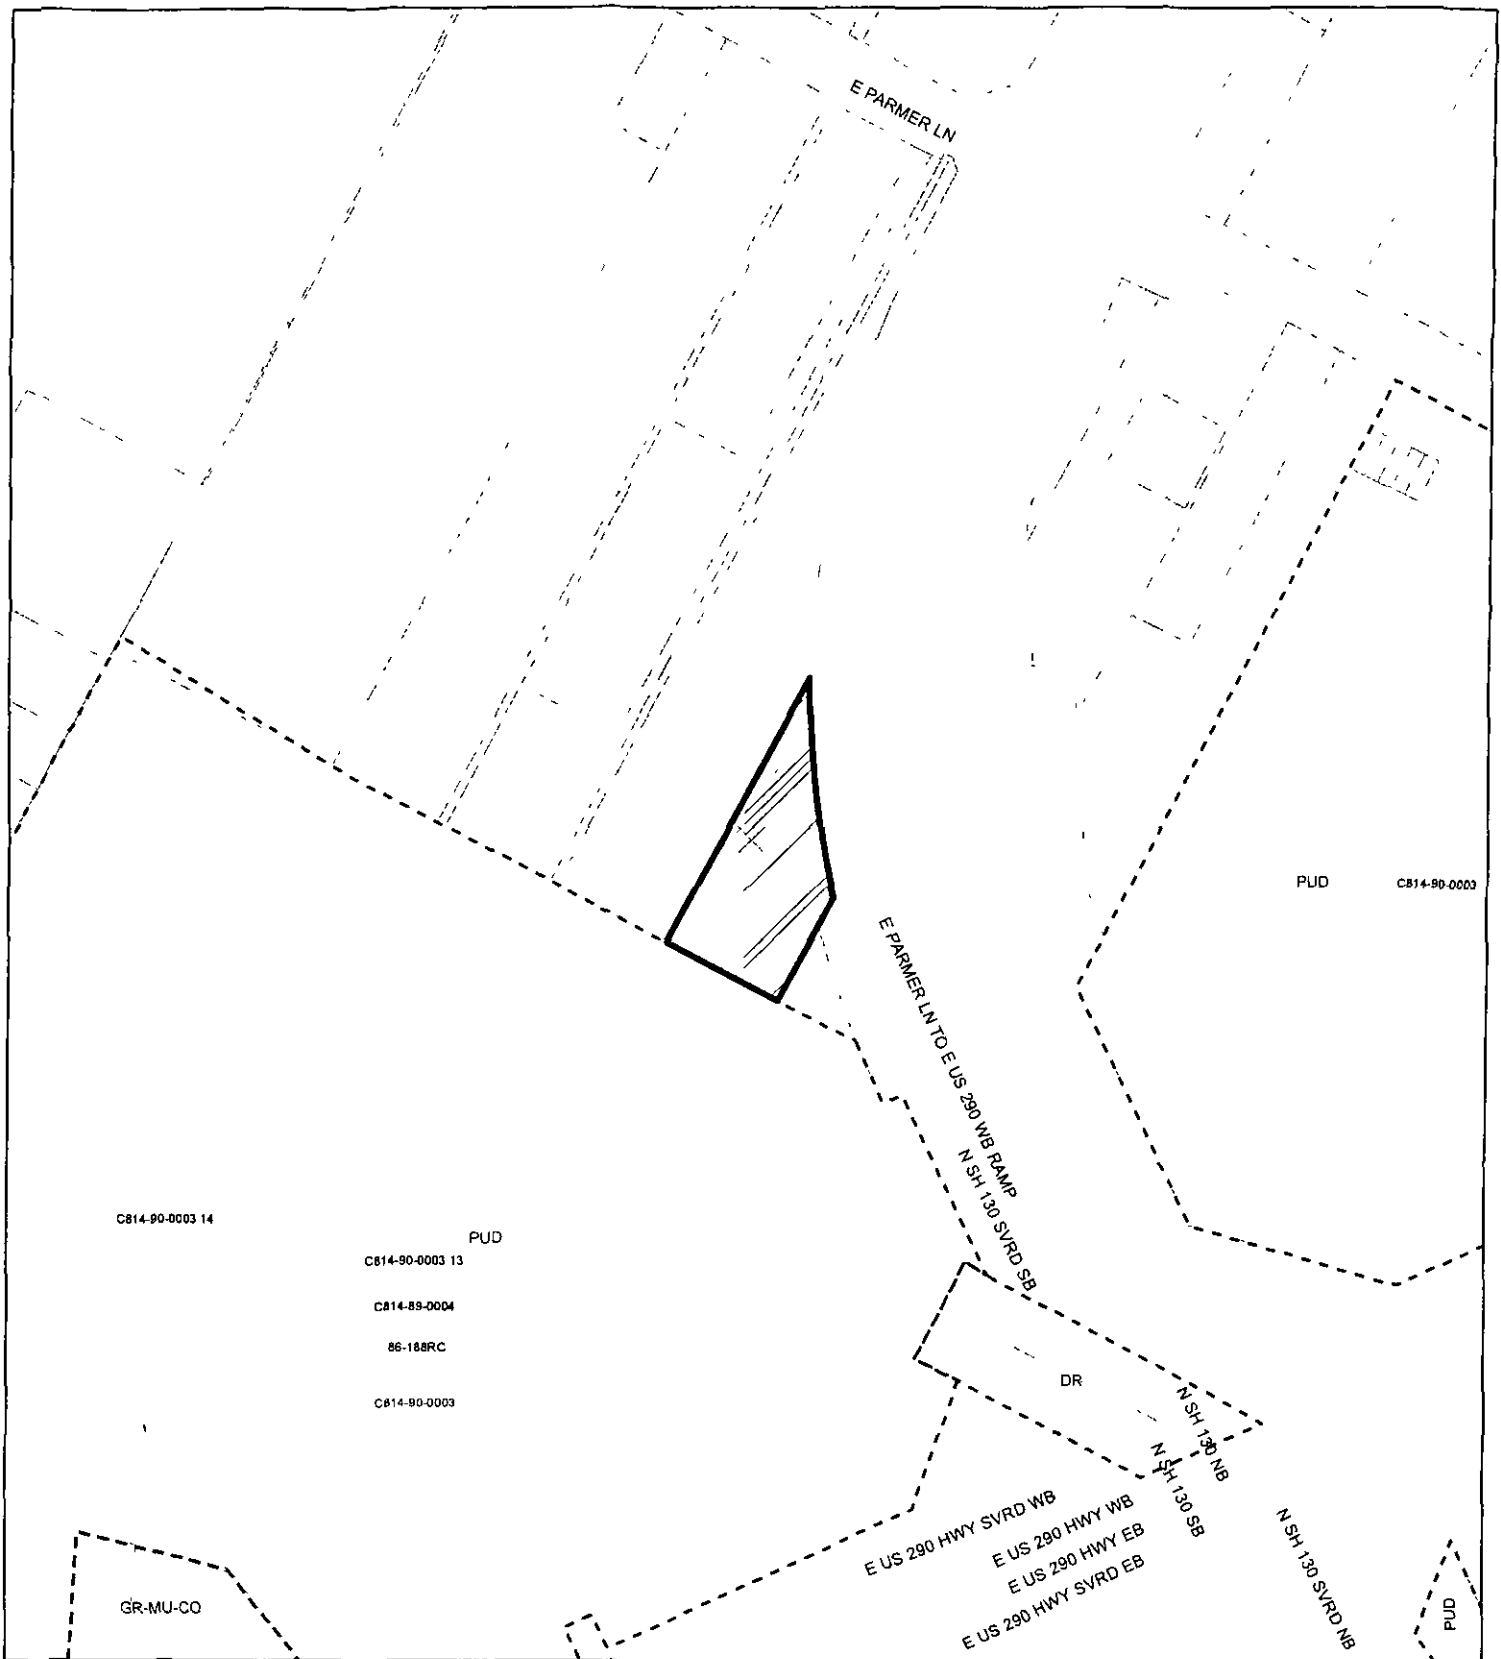 E PARMER LN
PUD
C814-90-0003
E PARMER LN TO E US 290 WB RAMP
N SH 130 SVRD SB
C814-90-0003 14
PUD
C814-90-0003 13
C814-89-0004
86-188RC
C814-90-0003
DR
N SH 130 NB
N SH 130 SB
E US 290 HWY SVRD WB
E US 290 HWY WB
E US 290 HWY EB
E US 290 HWY SVRD EB
N SH 130 SVRD NB
GR-MU-CO
PUD